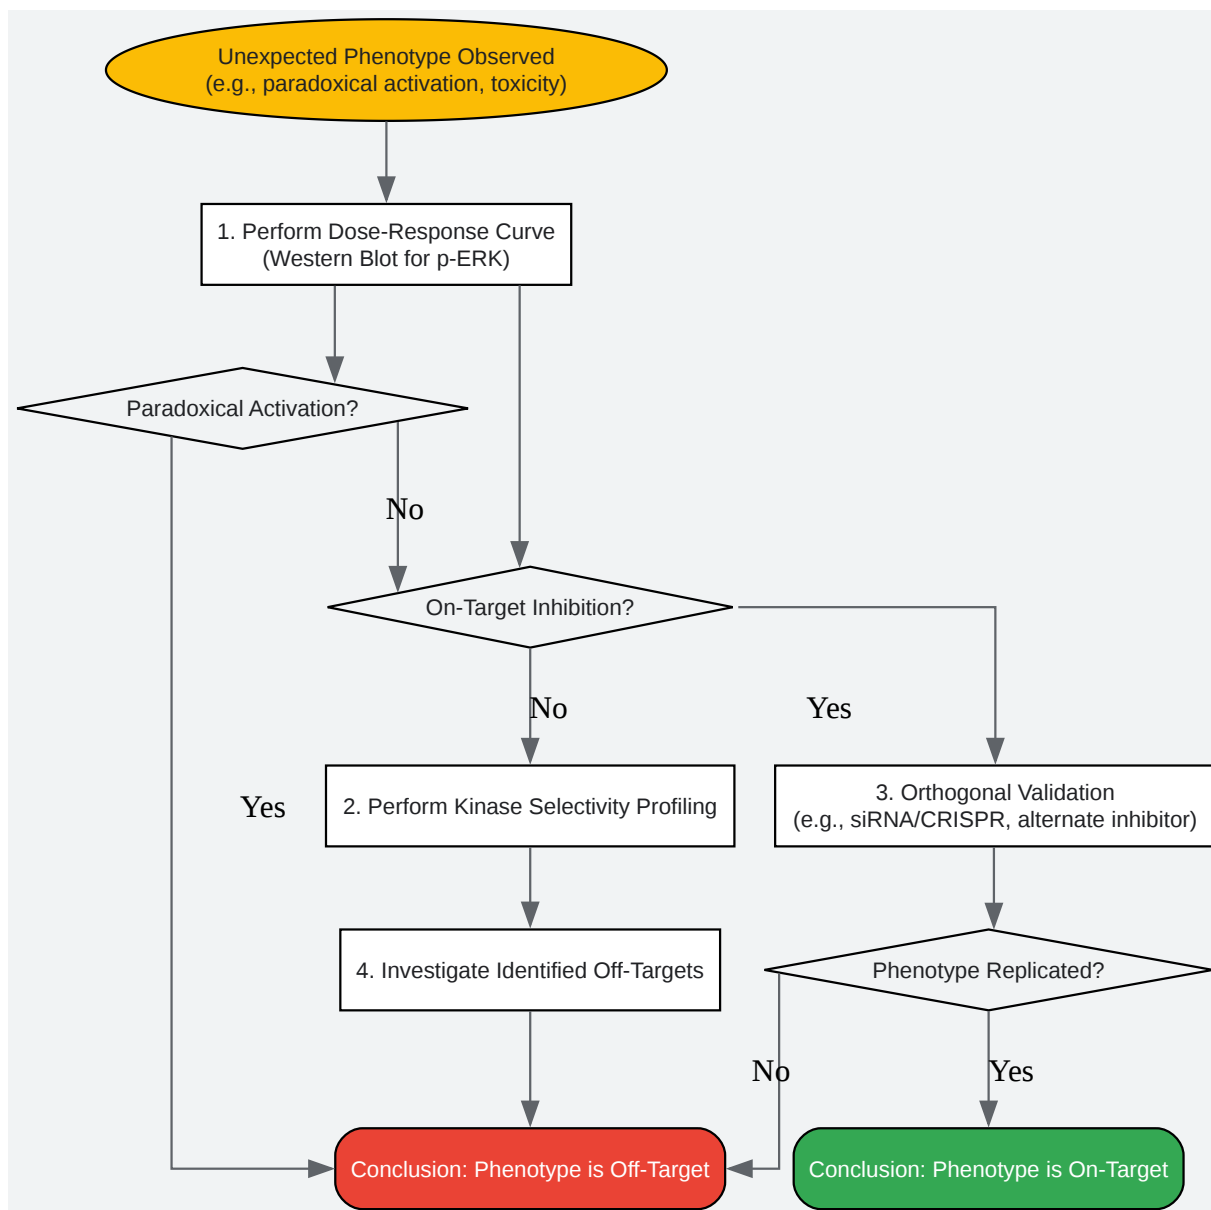 Unexpected Phenotype Observed
(e.g., paradoxical activation, toxicity)
1. Perform Dose-Response Curve
(Western Blot for p-ERK)
Paradoxical Activation?
No
On-Target Inhibition?
No
Yes
Yes
2. Perform Kinase Selectivity Profiling
3. Orthogonal Validation
(e.g., siRNA/CRISPR, alternate inhibitor)
4. Investigate Identified Off-Targets
Phenotype Replicated?
No
Yes
Conclusion: Phenotype is Off-Target
Conclusion: Phenotype is On-Target